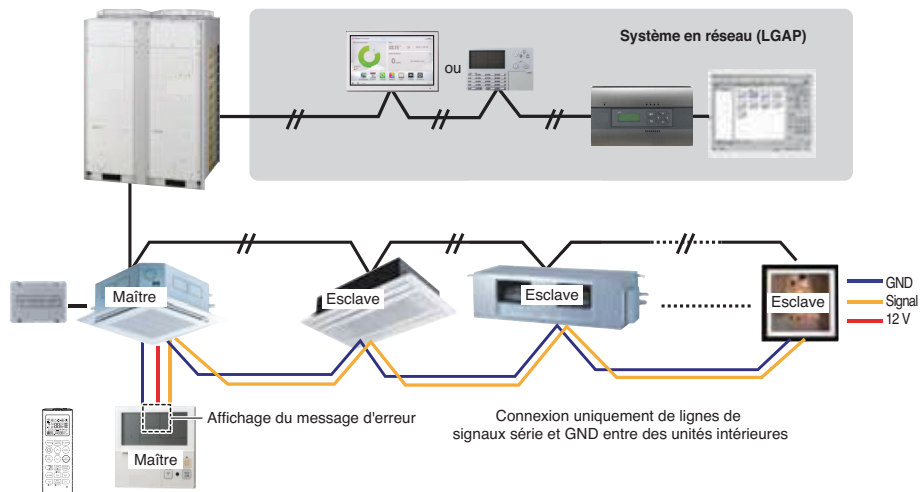 Système en réseau (LGAP)
ou
Maître
Esclave
Esclave
Esclave
GND
Signal
12 V
Affichage du message d'erreur
Connexion uniquement de lignes de
signaux série et GND entre des unités intérieures
Maître